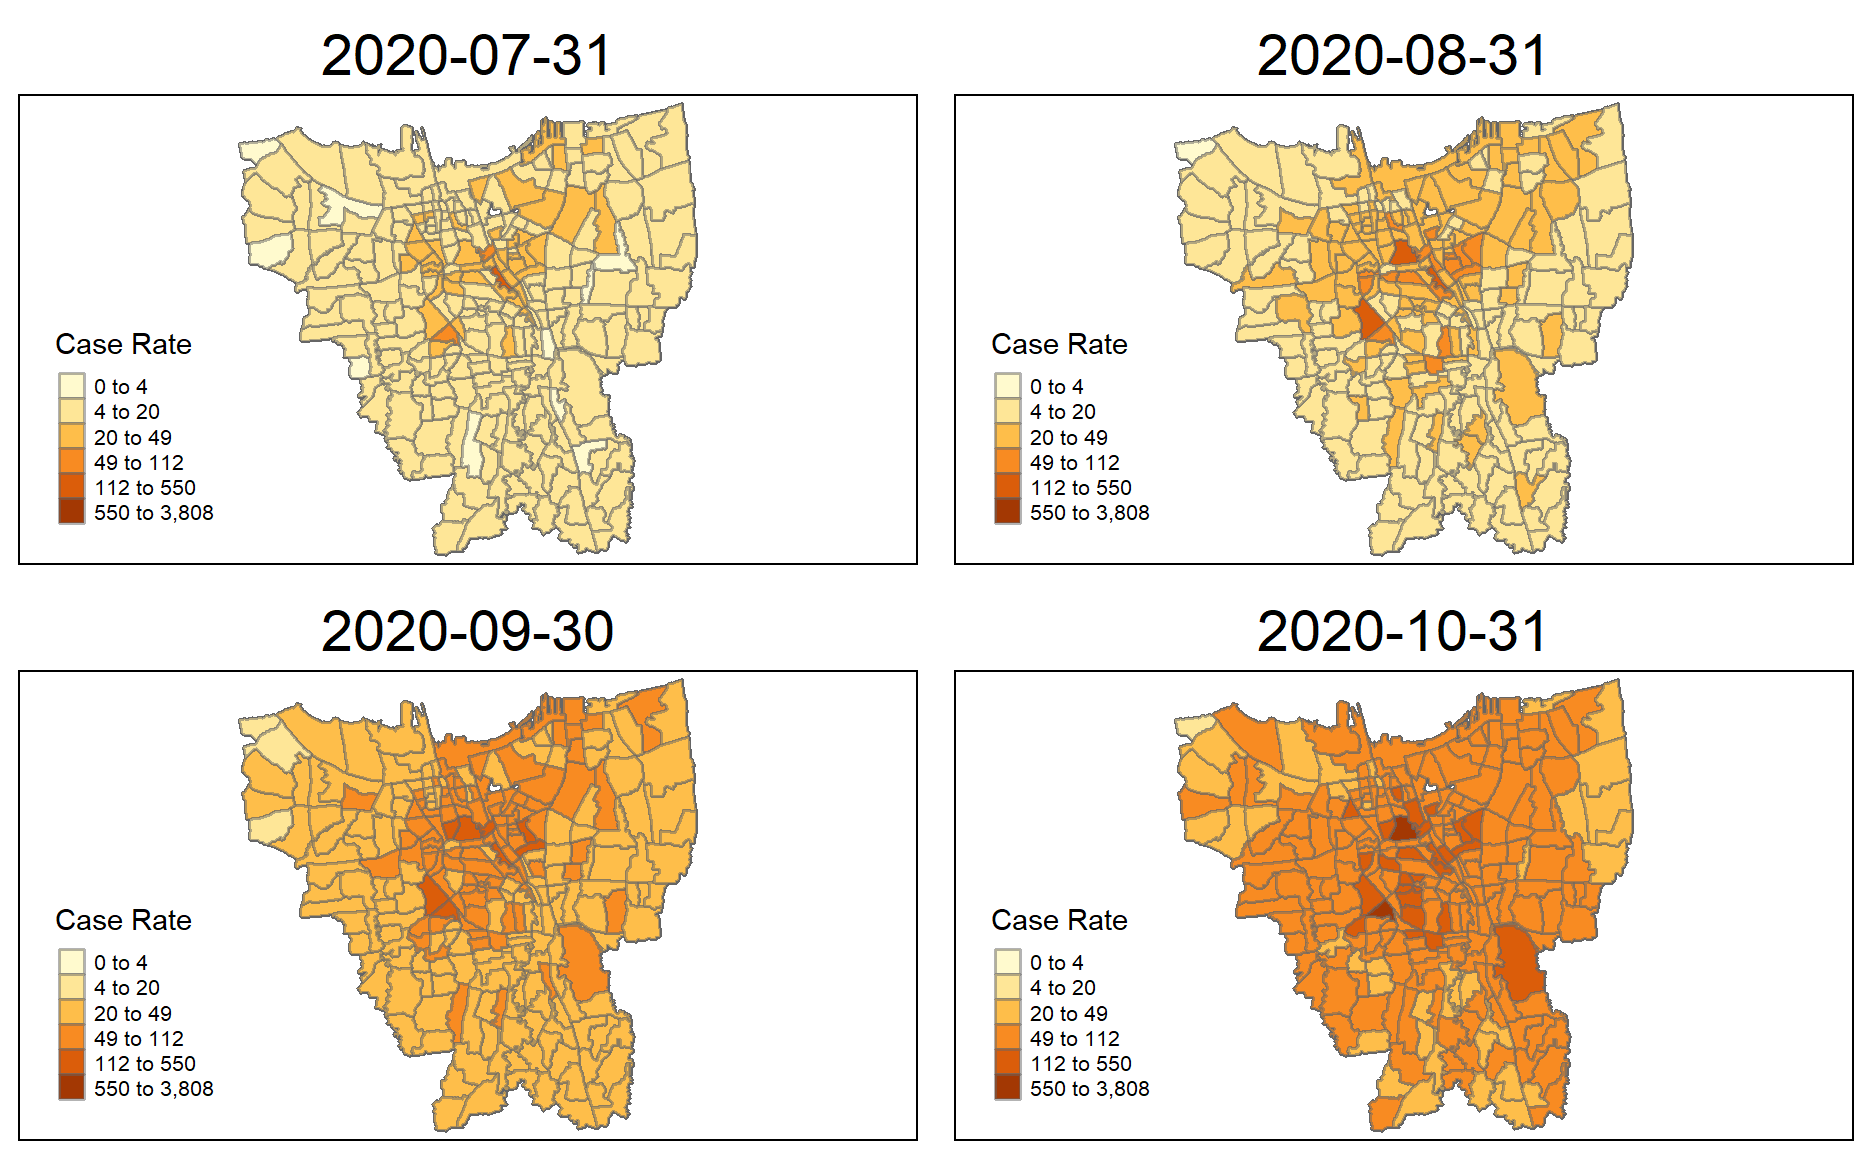 2020-07-31
Case Rate
0 to 4
4 to 20
20 to 49
49 to 112
112 to 550
550 to 3,808
2020-08-31
Case Rate
0 to 4
4 to 20
20 to 49
49 to 112
112 to 550
550 to 3,808
2020-09-30
Case Rate
0 to 4
4 to 20
20 to 49
49 to 112
112 to 550
550 to 3,808
2020-10-31
Case Rate
0 to 4
4 to 20
20 to 49
49 to 112
112 to 550
550 to 3,808